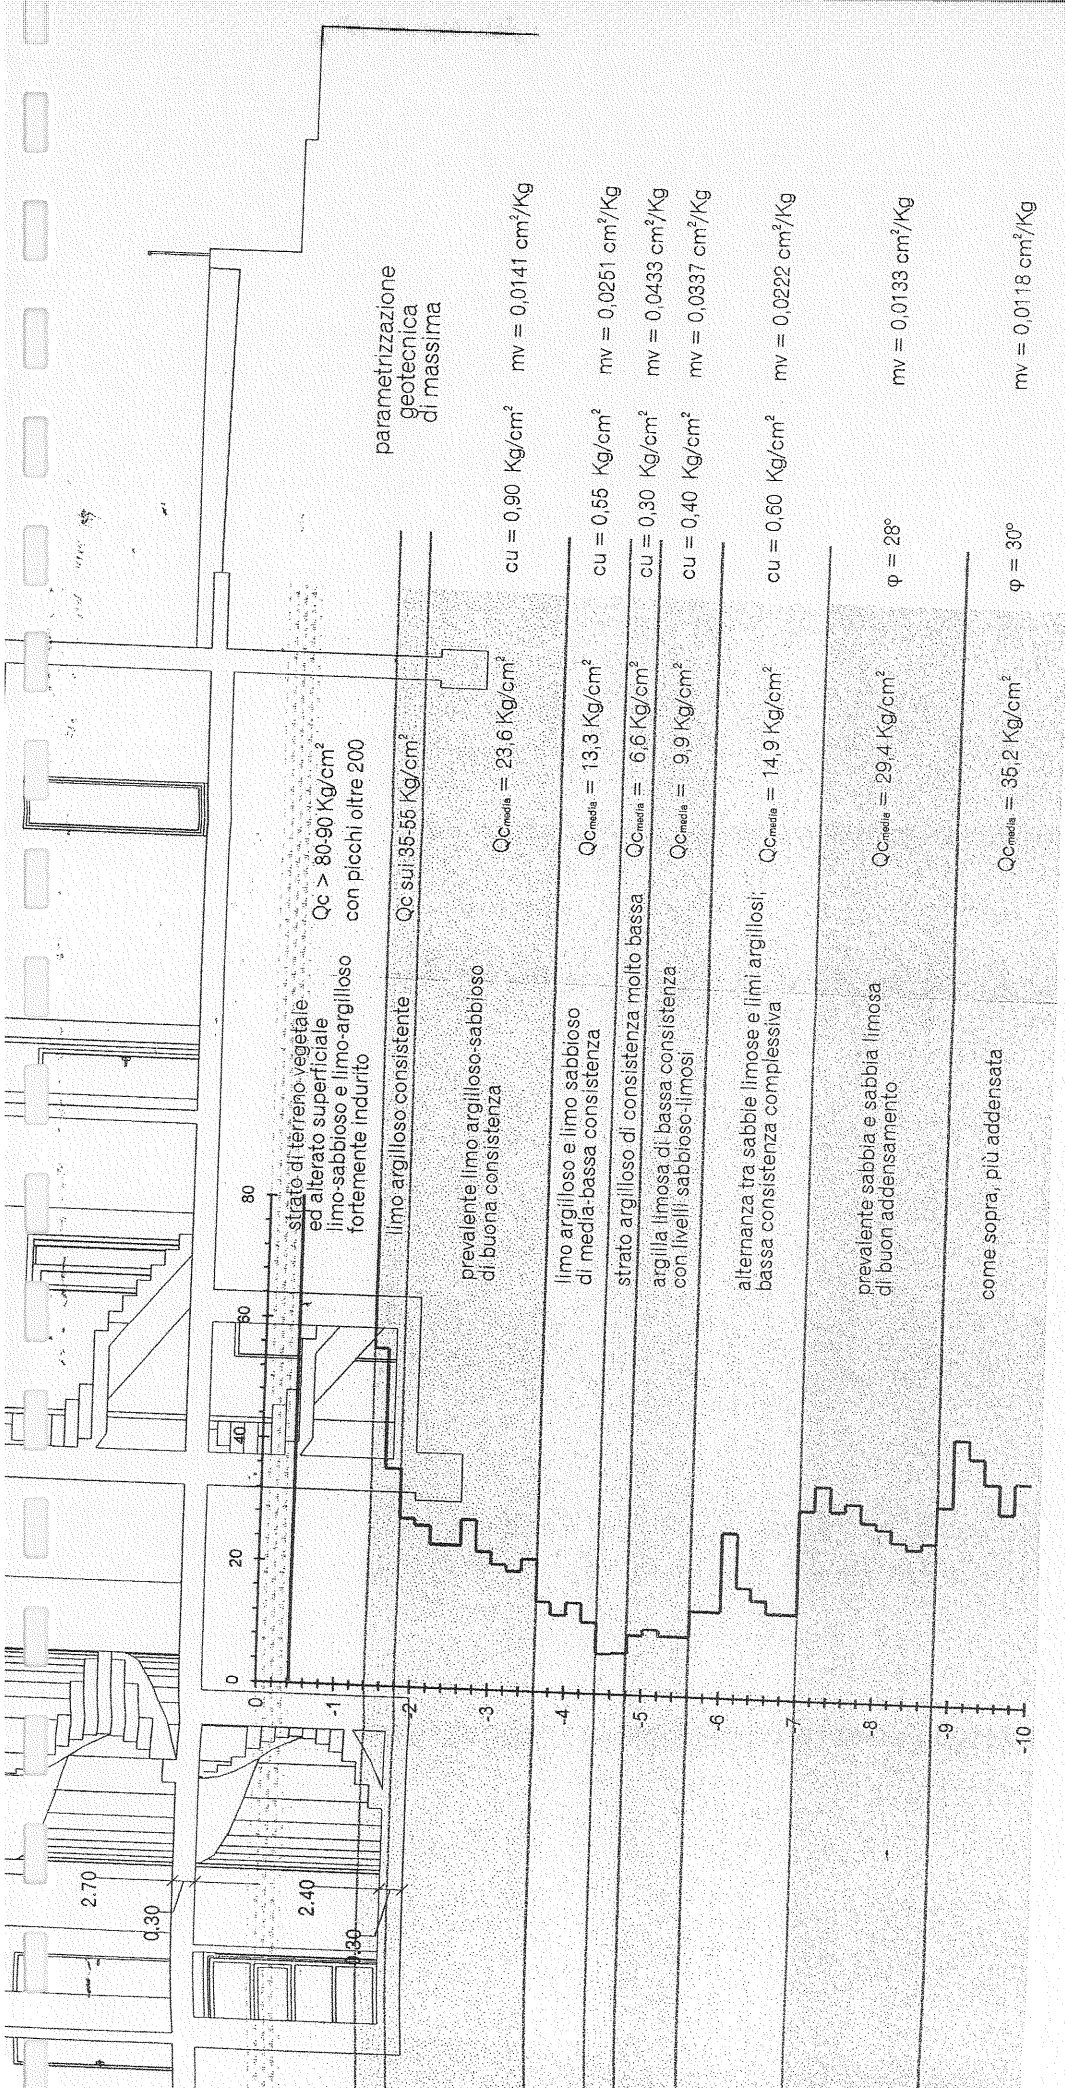 2.70
0.30
2.40
0.30
0
20
40
60
80
0
-1
-2
-3
-4
-5
-6
-7
-8
-9
-10
parametrizzazione
geotecnica
di massima
strato di terreno vegetale
ed alterato superficiale
limo-sabbioso e limo-argilloso
fortemente indurito
Qc > 80-90 Kg/cm²
con picchi oltre 200
limo argilloso consistente
Qc sui 35-55 Kg/cm²
prevalente limo argilloso-sabbioso
di buona consistenza
Qcmedia = 23,6 Kg/cm²
cu = 0,90 Kg/cm²
mv = 0,0141 cm²/Kg
limo argilloso e limo sabbioso
di media-bassa consistenza
Qcmedia = 13,3 Kg/cm²
cu = 0,55 Kg/cm²
mv = 0,0251 cm²/Kg
strato argilloso di consistenza molto bassa
Qcmedia = 6,6 Kg/cm²
cu = 0,30 Kg/cm²
mv = 0,0433 cm²/Kg
argilla limosa di bassa consistenza
con livelli sabbioso-limosi
Qcmedia = 9,9 Kg/cm²
cu = 0,40 Kg/cm²
mv = 0,0337 cm²/Kg
alternanza tra sabbie limose e limi argillosi;
bassa consistenza complessiva
Qcmedia = 14,9 Kg/cm²
cu = 0,60 Kg/cm²
mv = 0,0222 cm²/Kg
prevalente sabbia e sabbia limosa
di buon addensamento
Qcmedia = 29,4 Kg/cm²
φ = 28°
mv = 0,0133 cm²/Kg
come sopra, più addensata
Qcmedia = 35,2 Kg/cm²
φ = 30°
mv = 0,0118 cm²/Kg